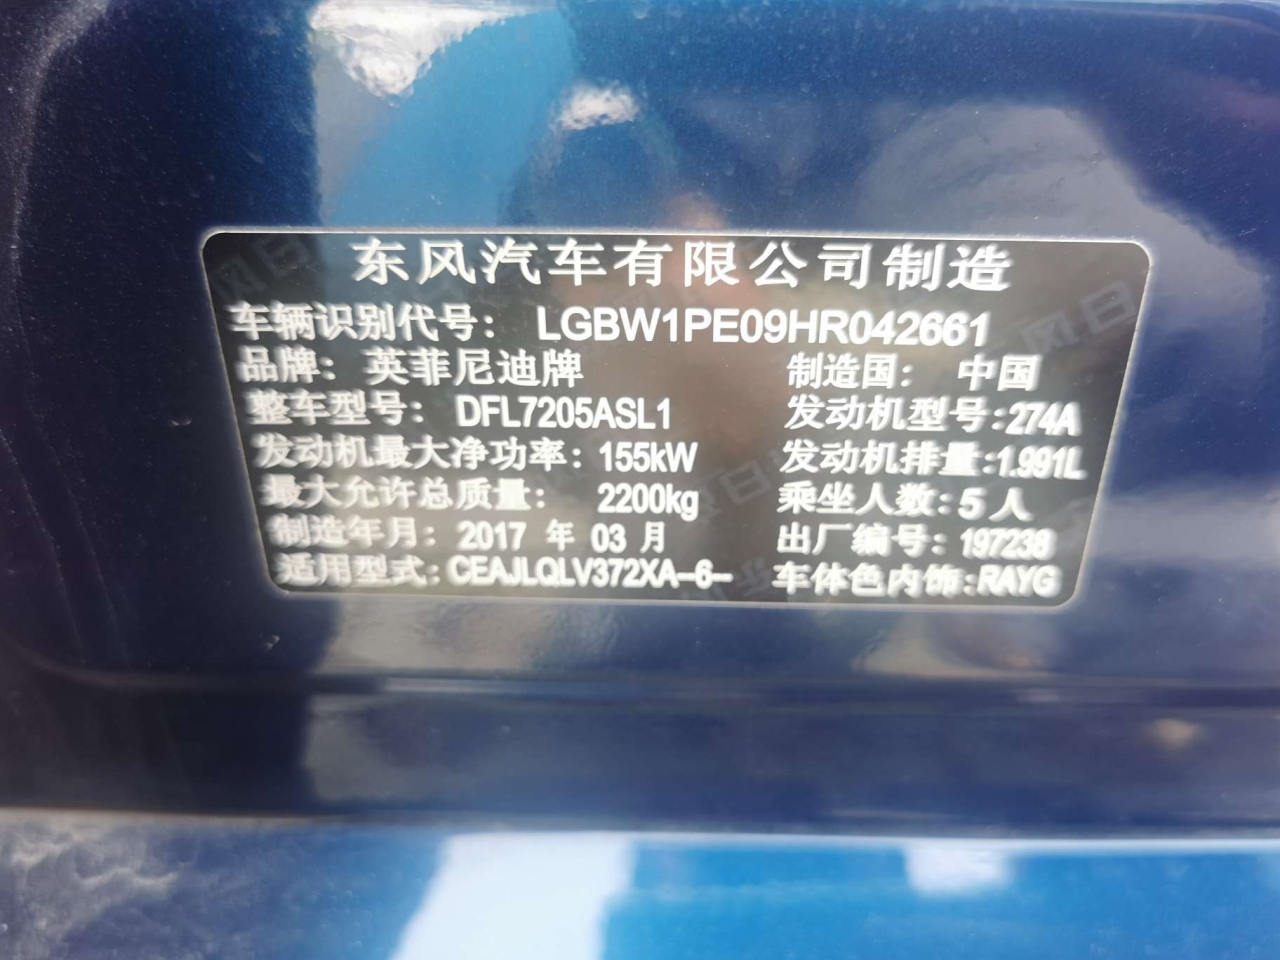 东风汽车有限公司制造
车辆识别代号： LGBW1PE09HR042661
品牌：英菲尼迪牌 制造国：中国
整车型号：DFL7205ASL1 发动机型号:274A
发动机最大净功率：155kW 发动机排量:1.991L
最大允许总质量：2200kg 乘坐人数：5人
制造年月：2017 年 03 月 出厂编号：197238
适用型式:CEAJLQLV372XA-6- 车体色内饰:RAYG